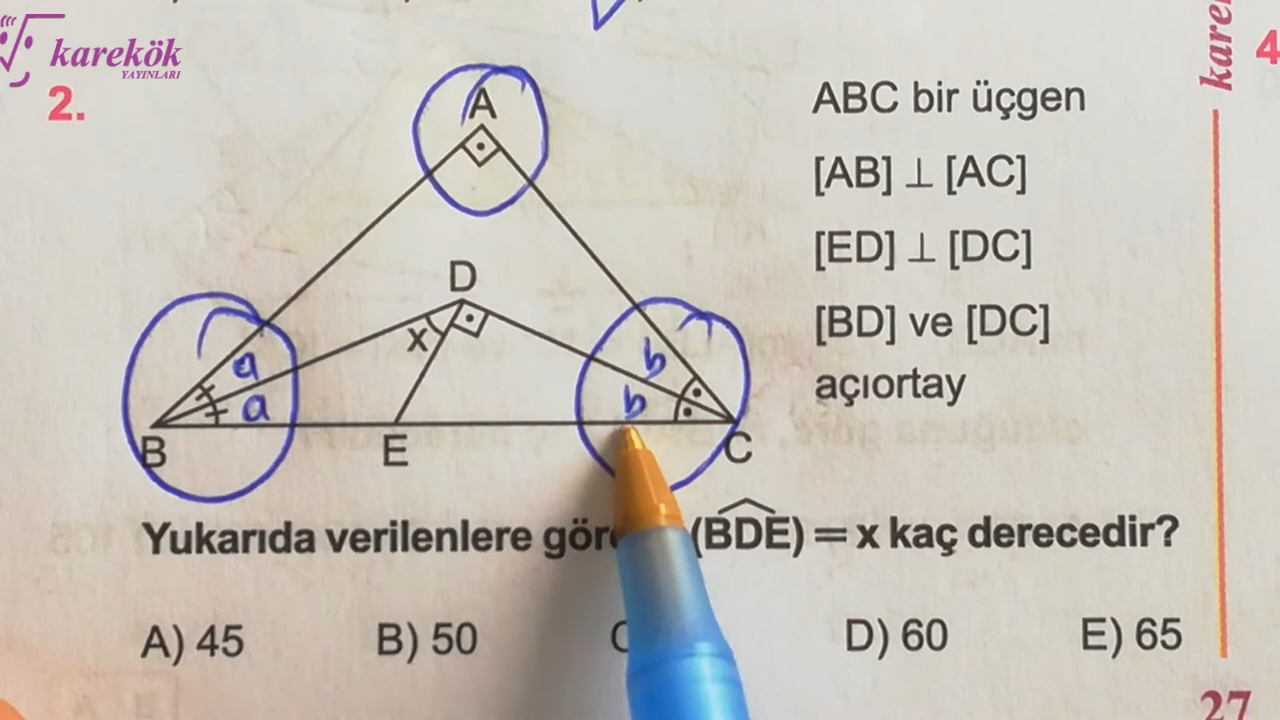 karekök
YAYINLARI
2.
A
D
x
B
E
C
a
a
b
b
ABC bir üçgen
[AB] ⊥ [AC]
[ED] ⊥ [DC]
[BD] ve [DC]
açıortay
Yukarıda verilenlere (BDE) = x kaç derecedir?
A) 45 B) 50 D) 60 E) 65
4
27